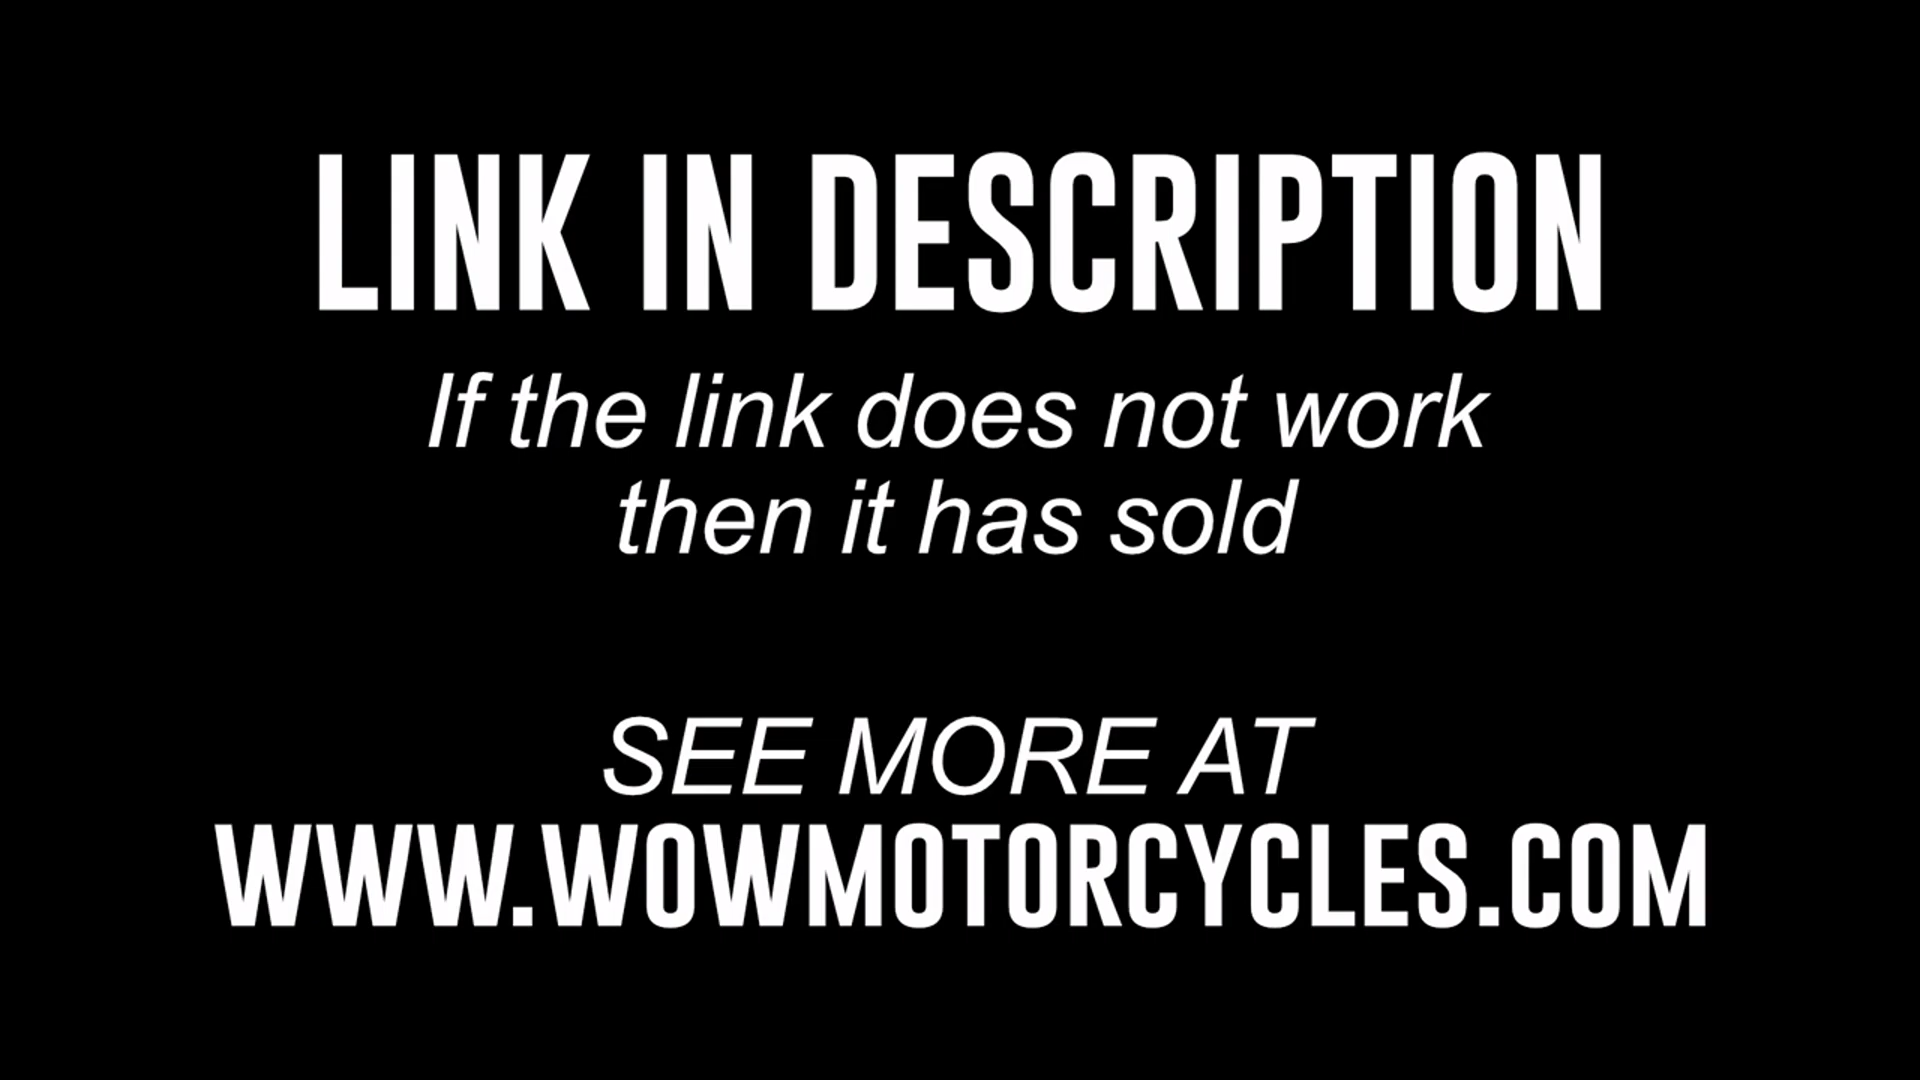 LINK IN DESCRIPTION
If the link does not work
then it has sold
SEE MORE AT
WWW.WOWMOTORCYCLES.COM